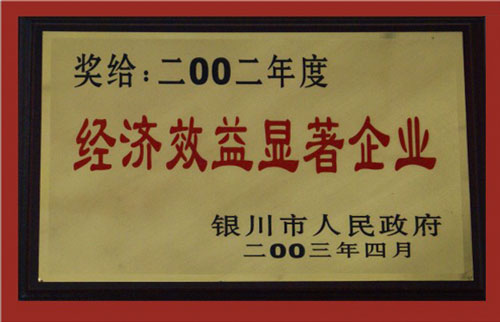 奖给：二00二年度
经济效益显著企业
银川市人民政府
二00三年四月